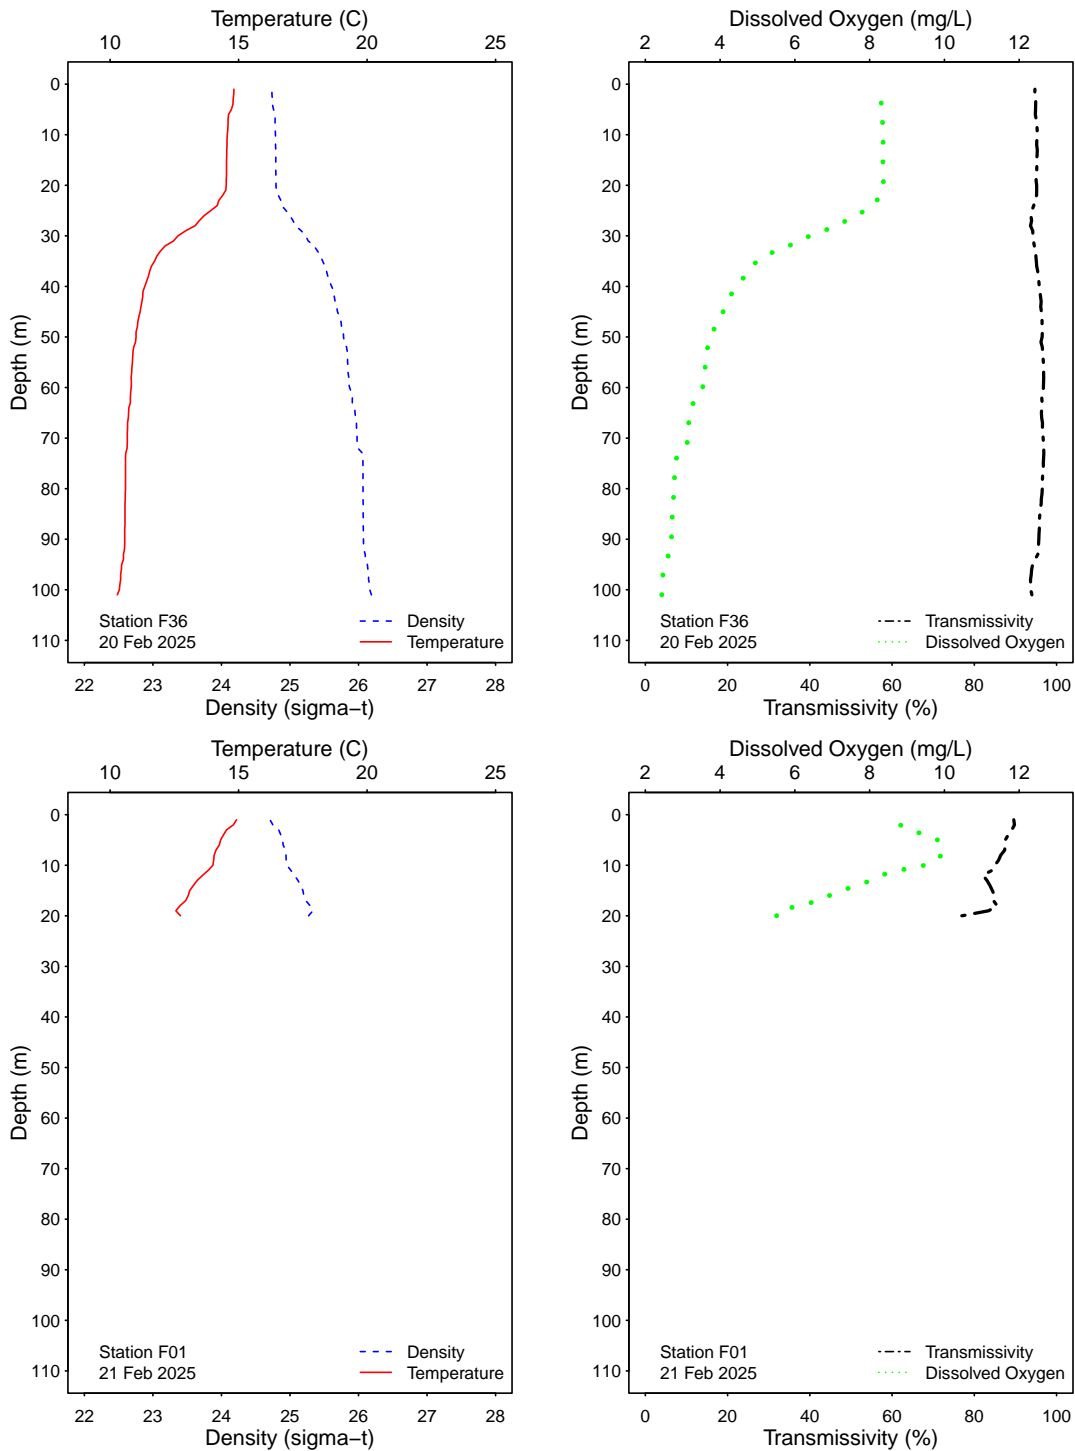 Temperature (C)
10 15 20 25
0
10
20
30
40
50
60
70
80
90
100
110
Depth (m)
Station F36
20 Feb 2025
Density
Temperature
22 23 24 25 26 27 28
Density (sigma−t)
Dissolved Oxygen (mg/L)
2 4 6 8 10 12
0
10
20
30
40
50
60
70
80
90
100
110
Depth (m)
Station F36
20 Feb 2025
Transmissivity
Dissolved Oxygen
0 20 40 60 80 100
Transmissivity (%)
Temperature (C)
10 15 20 25
0
10
20
30
40
50
60
70
80
90
100
110
Depth (m)
Station F01
21 Feb 2025
Density
Temperature
22 23 24 25 26 27 28
Density (sigma−t)
Dissolved Oxygen (mg/L)
2 4 6 8 10 12
0
10
20
30
40
50
60
70
80
90
100
110
Depth (m)
Station F01
21 Feb 2025
Transmissivity
Dissolved Oxygen
0 20 40 60 80 100
Transmissivity (%)